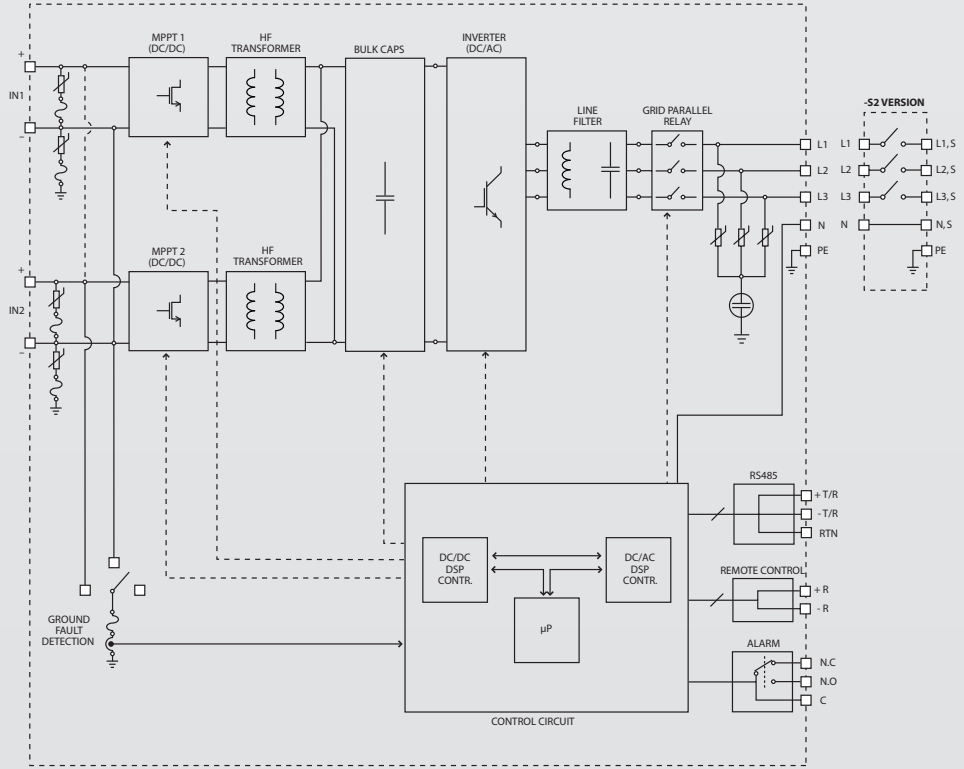 MPPT 1
(DC/DC)
HF
TRANSFORMER
BULK CAPS
INVERTER
(DC/AC)
+
IN1
–
LINE
FILTER
GRID PARALLEL
RELAY
-S2 VERSION
L1
L1
L1, S
L2
L2
L2, S
L3
L3
L3, S
N
N
N, S
PE
PE
MPPT 2
(DC/DC)
HF
TRANSFORMER
+
IN2
–
RS485
+ T/R
- T/R
RTN
DC/DC
DSP
CONTR.
DC/AC
DSP
CONTR.
µP
REMOTE CONTROL
+ R
- R
GROUND
FAULT
DETECTION
ALARM
N.C
N.O
C
CONTROL CIRCUIT